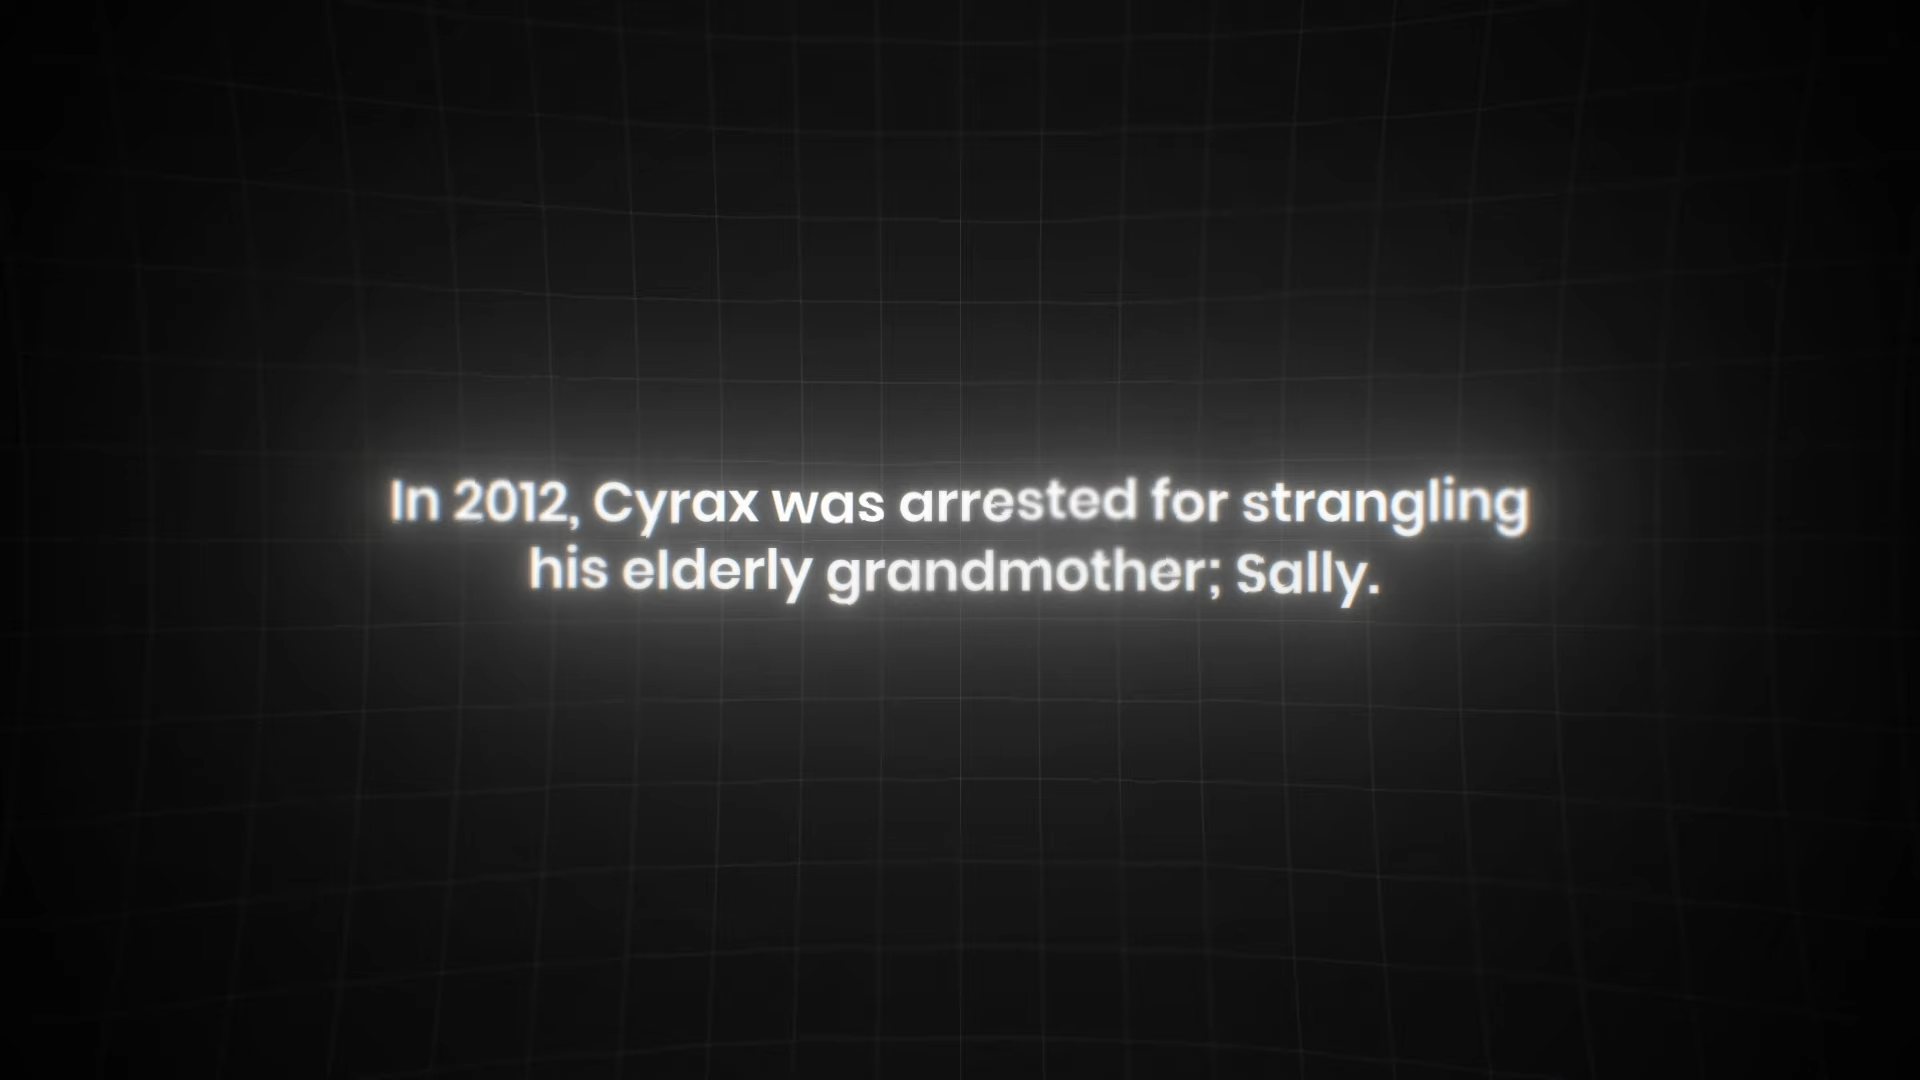 In 2012, Cyrax was arrested for strangling
his elderly grandmother; Sally.